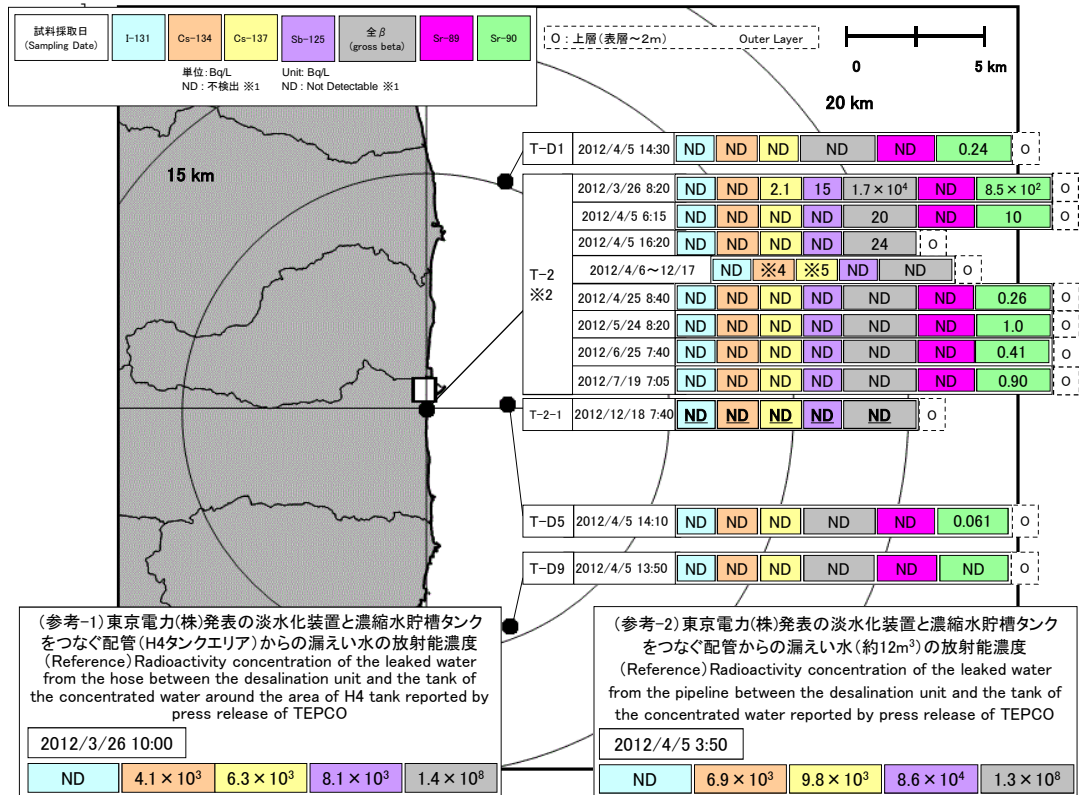 試料採取日
(Sampling Date)
I-131
Cs-134
Cs-137
Sb-125
全β
(gross beta)
Sr-89
Sr-90
単位:Bq/L
Unit: Bq/L
ND : 不検出 ※1
ND : Not Detectable ※1
O : 上層(表層～2m)
Outer Layer
0
5 km
20 km
15 km
T-D1 2012/4/5 14:30 ND ND ND ND ND 0.24 O
T-2
※2
2012/3/26 8:20 ND ND 2.1 15 1.7×10⁴ ND 8.5×10² O
2012/4/5 6:15 ND ND ND ND 20 ND 10 O
2012/4/5 16:20 ND ND ND ND 24 O
2012/4/6～12/17 ND ※4 ※5 ND ND O
2012/4/25 8:40 ND ND ND ND ND ND 0.26 O
2012/5/24 8:20 ND ND ND ND ND ND 1.0 O
2012/6/25 7:40 ND ND ND ND ND ND 0.41 O
2012/7/19 7:05 ND ND ND ND ND ND 0.90 O
T-2-1 2012/12/18 7:40 ND ND ND ND ND O
T-D5 2012/4/5 14:10 ND ND ND ND ND 0.061 O
T-D9 2012/4/5 13:50 ND ND ND ND ND ND O
(参考-1)東京電力(株)発表の淡水化装置と濃縮水貯槽タンク
をつなぐ配管(H4タンクエリア)からの漏えい水の放射能濃度
(Reference)Radioactivity concentration of the leaked water
from the hose between the desalination unit and the tank of
the concentrated water around the area of H4 tank reported by
press release of TEPCO
2012/3/26 10:00
ND 4.1×10³ 6.3×10³ 8.1×10³ 1.4×10⁸
(参考-2)東京電力(株)発表の淡水化装置と濃縮水貯槽タンク
をつなぐ配管からの漏えい水(約12m³)の放射能濃度
(Reference)Radioactivity concentration of the leaked water
from the pipeline between the desalination unit and the tank of
the concentrated water reported by press release of TEPCO
2012/4/5 3:50
ND 6.9×10³ 9.8×10³ 8.6×10⁴ 1.3×10⁸